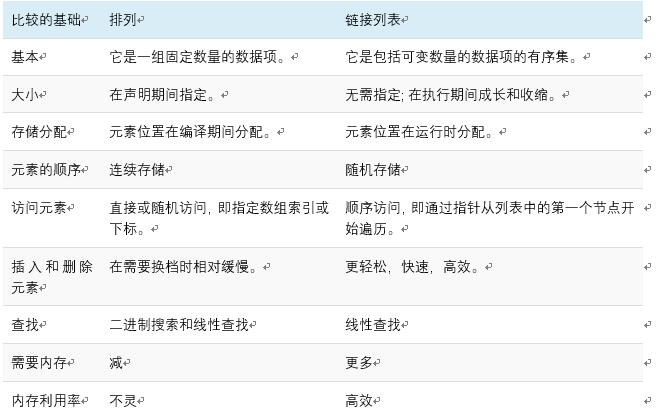 比较的基础 排列 链接列表
基本 它是一组固定数量的数据项。 它是包括可变数量的数据项的有序集。
大小 在声明期间指定。 无需指定; 在执行期间成长和收缩。
存储分配 元素位置在编译期间分配。 元素位置在运行时分配。
元素的顺序 连续存储 随机存储
访问元素 直接或随机访问, 即指定数组索引或 顺序访问, 即通过指针从列表中的第一个节点开
下标。 始遍历。
插入和删除 在需要换档时相对缓慢。 更轻松, 快速, 高效。
元素
查找 二进制搜索和线性查找 线性查找
需要内存 减 更多
内存利用率 不灵 高效